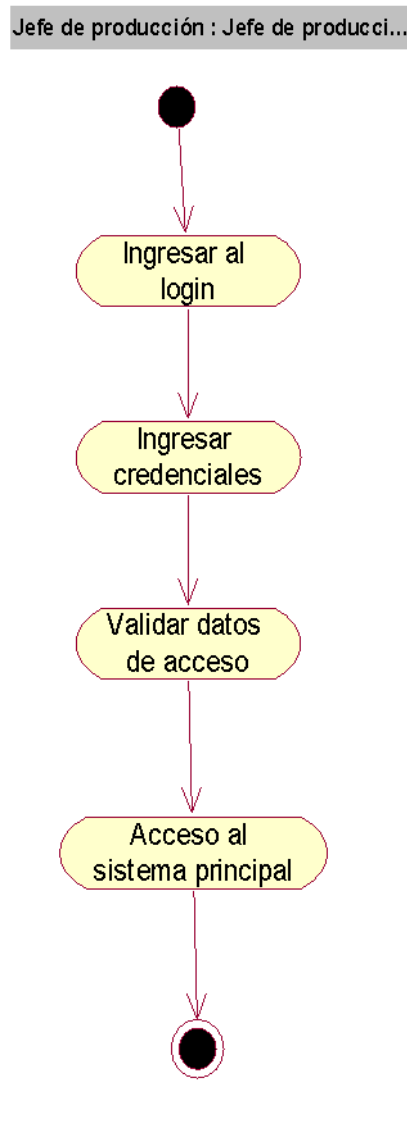 Jefe de producción : Jefe de producci...
Ingresar al
login
Ingresar
credenciales
Validar datos
de acceso
Acceso al
sistema principal